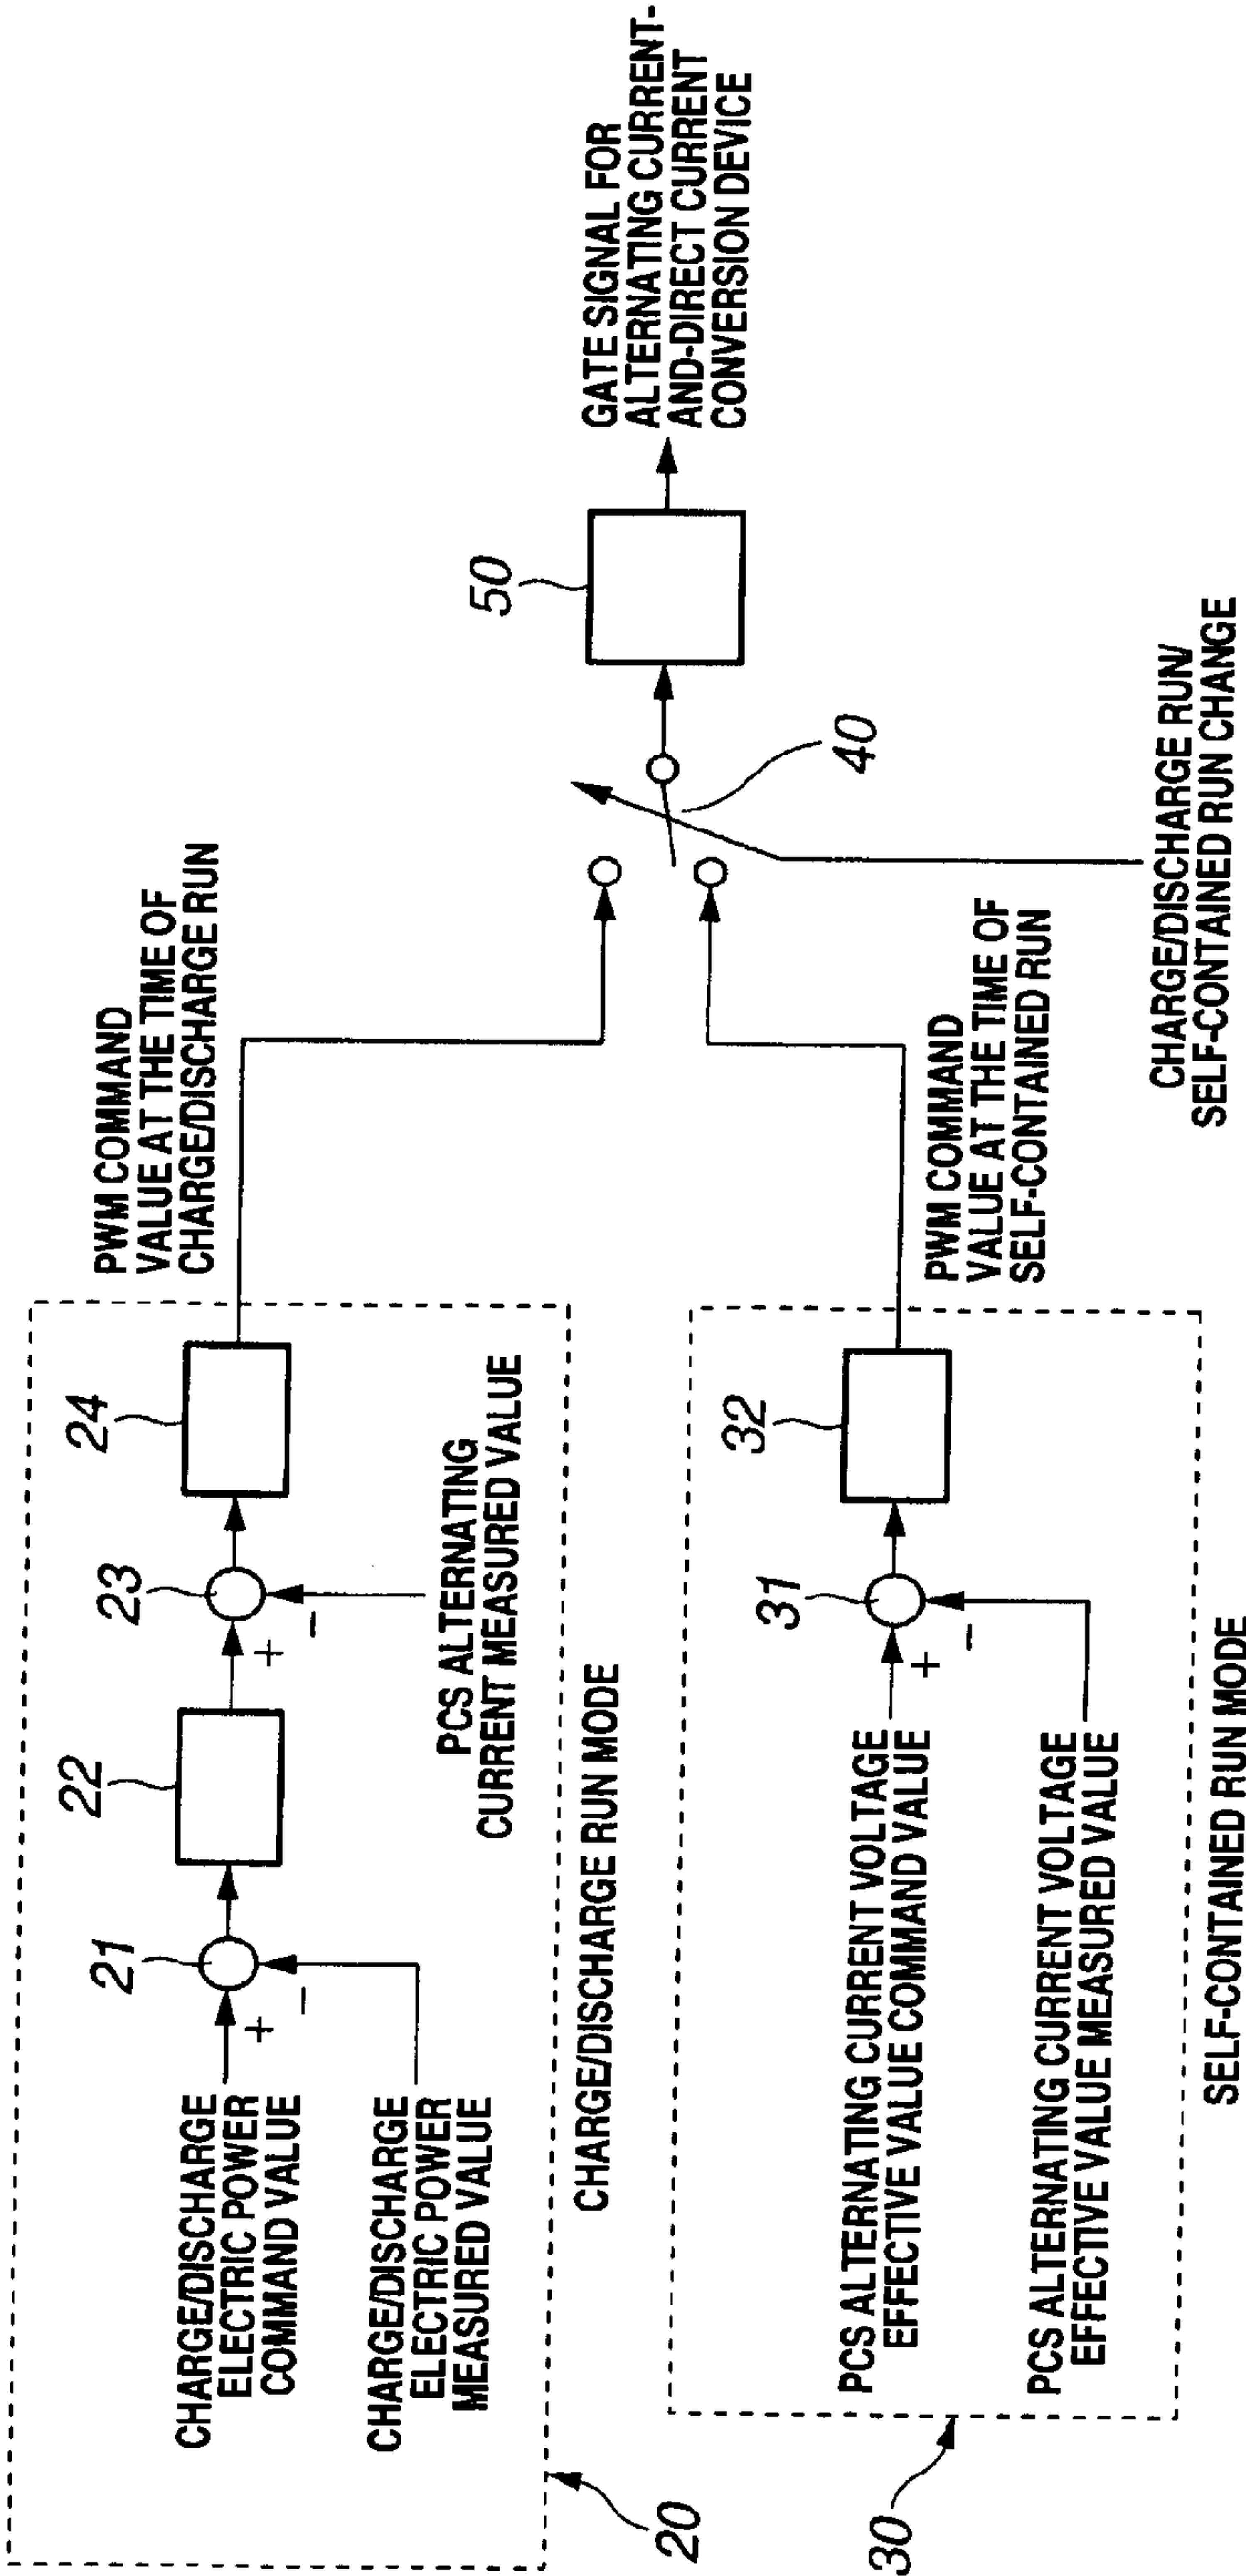 CHARGE/DISCHARGE
ELECTRIC POWER
COMMAND VALUE
CHARGE/DISCHARGE
ELECTRIC POWER
MEASURED VALUE
21
+
−
22
23
+
−
24
PCS ALTERNATING
CURRENT MEASURED VALUE
20
CHARGE/DISCHARGE RUN MODE
PWM COMMAND
VALUE AT THE TIME OF
CHARGE/DISCHARGE RUN
PCS ALTERNATING CURRENT VOLTAGE
EFFECTIVE VALUE COMMAND VALUE
PCS ALTERNATING CURRENT VOLTAGE
EFFECTIVE VALUE MEASURED VALUE
31
+
−
32
30
SELF-CONTAINED RUN MODE
PWM COMMAND
VALUE AT THE TIME OF
SELF-CONTAINED RUN
40
CHARGE/DISCHARGE RUN/
SELF-CONTAINED RUN CHANGE
50
GATE SIGNAL FOR
ALTERNATING CURRENT-
AND-DIRECT CURRENT
CONVERSION DEVICE